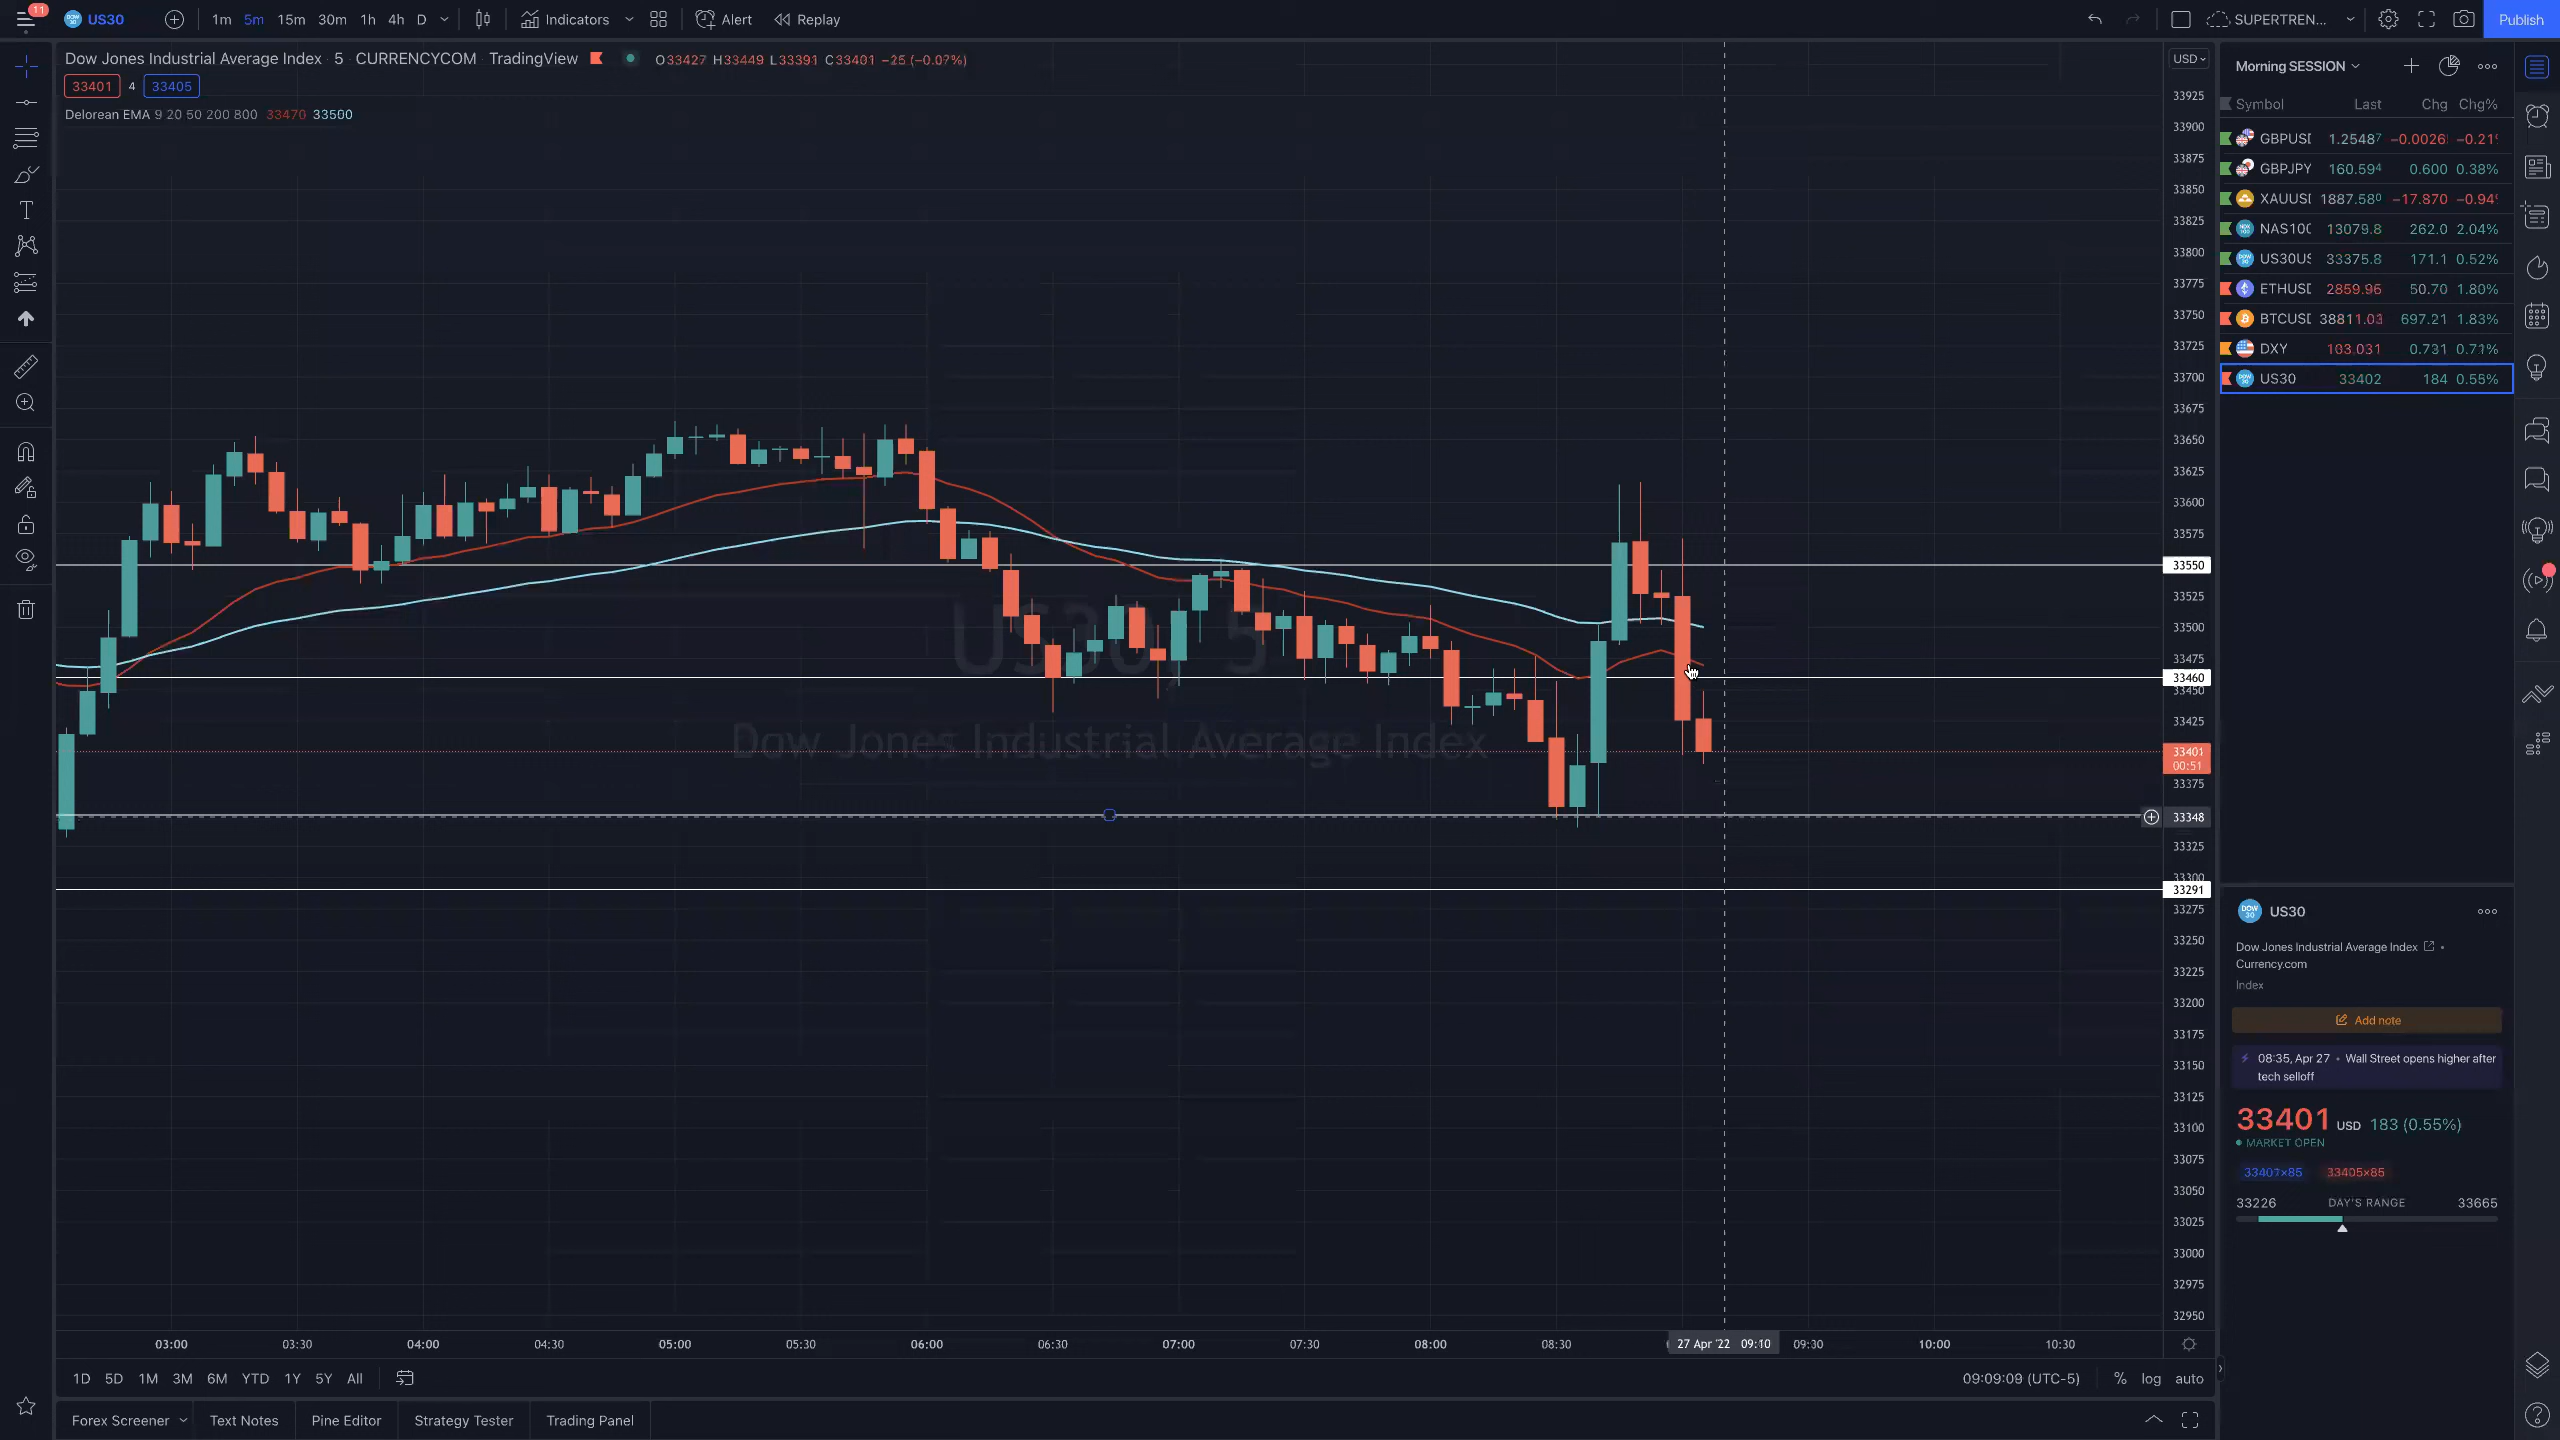 11
US30
1m 5m 15m 30m 1h 4h D
Indicators
Alert
Replay
SUPERTREN...
Publish
Dow Jones Industrial Average Index · 5 · CURRENCYCOM · TradingView
O33427 H33449 L33391 C33401 −25 (−0.07%)
33401 4 33405
Delorean EMA 9 20 50 200 800 33470 33500
US30, 5
Dow Jones Industrial Average Index
USD
33925
33900
33875
33850
33825
33800
33775
33750
33725
33700
33675
33650
33625
33600
33575
33550
33525
33500
33475
33460
33450
33425
33401
00:51
33375
33348
33325
33300
33291
33275
33250
33225
33200
33175
33150
33125
33100
33075
33050
33025
33000
32975
32950
03:00 03:30 04:00 04:30 05:00 05:30 06:00 06:30 07:00 07:30 08:00 08:30 27 Apr '22 09:10 09:30 10:00 10:30
1D 5D 1M 3M 6M YTD 1Y 5Y All
09:09:09 (UTC-5) % log auto
Forex Screener Text Notes Pine Editor Strategy Tester Trading Panel
Morning SESSION
Symbol Last Chg Chg%
GBPUSD 1.25487 −0.0026 −0.21
GBPJPY 160.594 0.600 0.38%
XAUUSD 1887.580 −17.870 −0.94
NAS100 13079.8 262.0 2.04%
US30US 33375.8 171.1 0.52%
ETHUSD 2859.96 50.70 1.80%
BTCUSD 38811.03 697.21 1.83%
DXY 103.031 0.731 0.71%
US30 33402 184 0.55%
DOW 30
US30
Dow Jones Industrial Average Index
Currency.com
Index
Add note
08:35, Apr 27 • Wall Street opens higher after
tech selloff
33401 USD 183 (0.55%)
MARKET OPEN
33401×85 33405×85
33226 DAY'S RANGE 33665